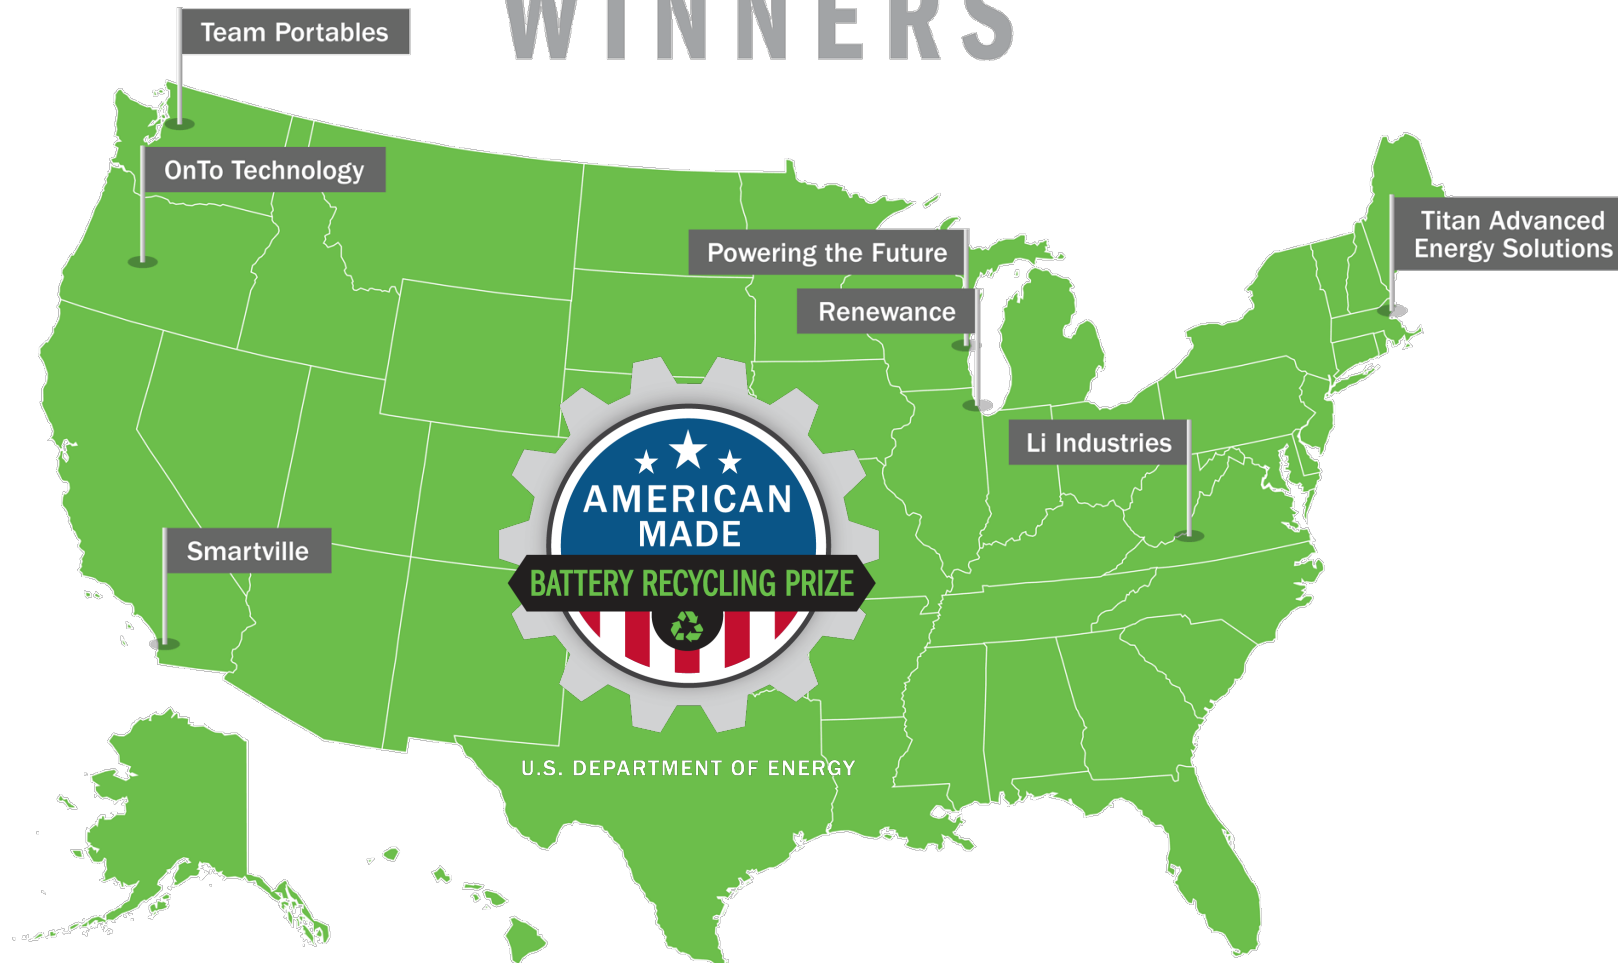 WINNERS
Team Portables
OnTo Technology
Powering the Future
Titan Advanced
Energy Solutions
Renewance
Li Industries
Smartville
AMERICAN
MADE
BATTERY RECYCLING PRIZE
U.S. DEPARTMENT OF ENERGY